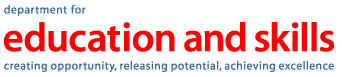 department for
education and skills
creating opportunity, releasing potential, achieving excellence